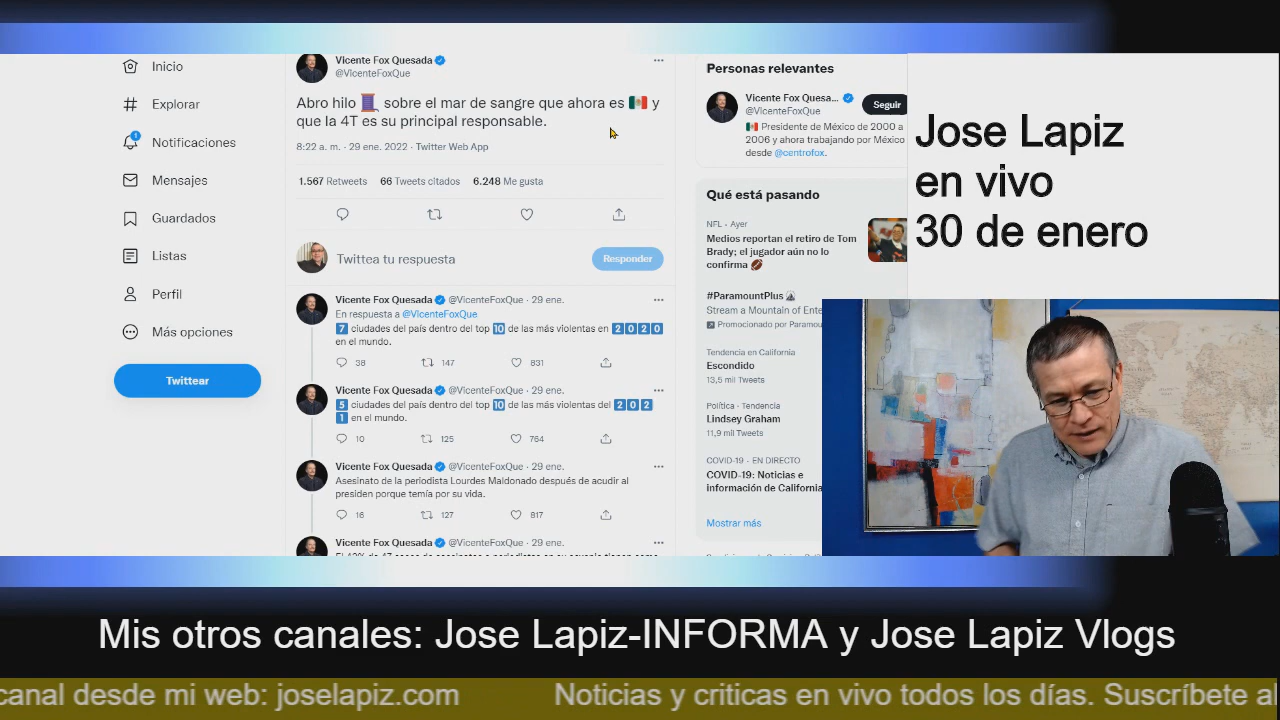 Inicio
Explorar
1
Notificaciones
Mensajes
Guardados
Listas
Perfil
Más opciones
Twittear
Vicente Fox Quesada
@VicenteFoxQue
Abro hilo 🧵 sobre el mar de sangre que ahora es 🇲🇽 y
que la 4T es su principal responsable.
8:22 a. m. · 29 ene. 2022 · Twitter Web App
1.567 Retweets 66 Tweets citados 6.248 Me gusta
Twittea tu respuesta
Responder
Vicente Fox Quesada @VicenteFoxQue · 29 ene.
En respuesta a @VicenteFoxQue
7 ciudades del país dentro del top 10 de las más violentas en 2 0 2 0
en el mundo.
38 147 831
Vicente Fox Quesada @VicenteFoxQue · 29 ene.
5 ciudades del país dentro del top 10 de las más violentas del 2 0 2
1 en el mundo.
10 125 764
Vicente Fox Quesada @VicenteFoxQue · 29 ene.
Asesinato de la periodista Lourdes Maldonado después de acudir al
presiden porque temía por su vida.
16 127 817
Vicente Fox Quesada @VicenteFoxQue · 29 ene.
Personas relevantes
Vicente Fox Quesa...
@VicenteFoxQue
Seguir
🇲🇽 Presidente de México de 2000 a
2006 y ahora trabajando por México
desde @centrofox.
Qué está pasando
NFL · Ayer
Medios reportan el retiro de Tom
Brady; el jugador aún no lo
confirma 🏈
#ParamountPlus
Stream a Mountain of Ente
Promocionado por Paramou
Tendencia en California
Escondido
13,5 mil Tweets
Política · Tendencia
Lindsey Graham
11,9 mil Tweets
COVID-19 · EN DIRECTO
COVID-19: Noticias e
información de California
Mostrar más
Jose Lapiz
en vivo
30 de enero
Mis otros canales: Jose Lapiz-INFORMA y Jose Lapiz Vlogs
canal desde mi web: joselapiz.com Noticias y criticas en vivo todos los días. Suscríbete al